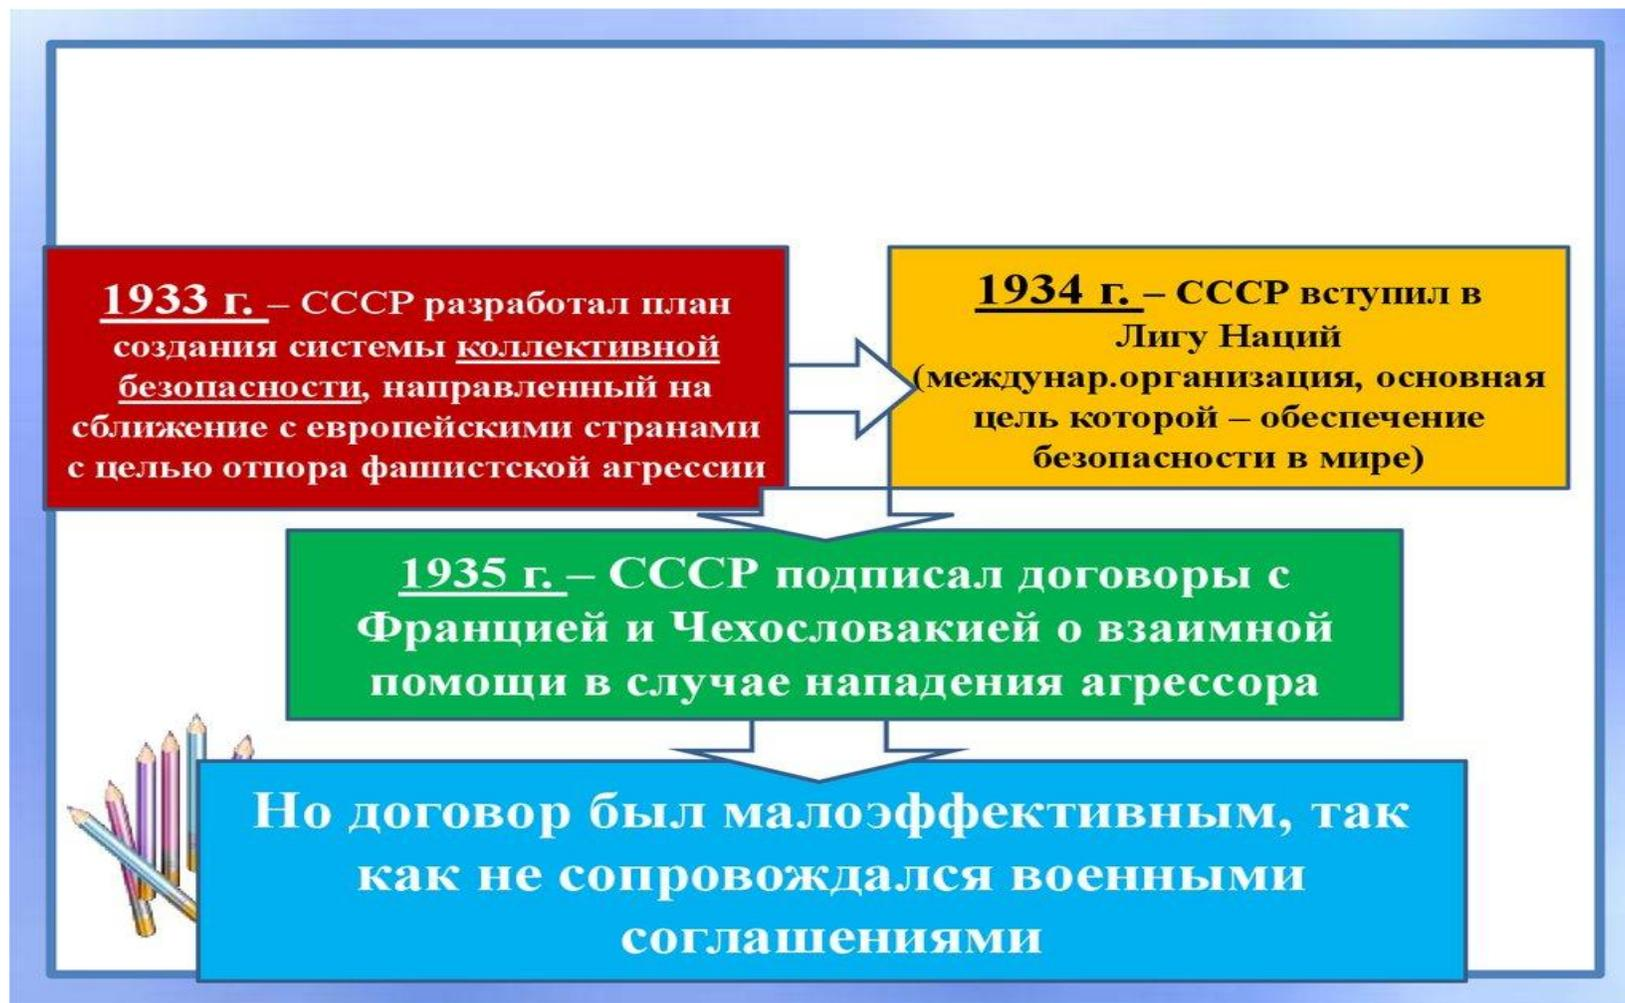 1933 г. – СССР разработал план
создания системы коллективной
безопасности, направленный на
сближение с европейскими странами
с целью отпора фашистской агрессии
1934 г. – СССР вступил в
Лигу Наций
(междунар.организация, основная
цель которой – обеспечение
безопасности в мире)
1935 г. – СССР подписал договоры с
Францией и Чехословакией о взаимной
помощи в случае нападения агрессора
Но договор был малоэффективным, так
как не сопровождался военными
соглашениями